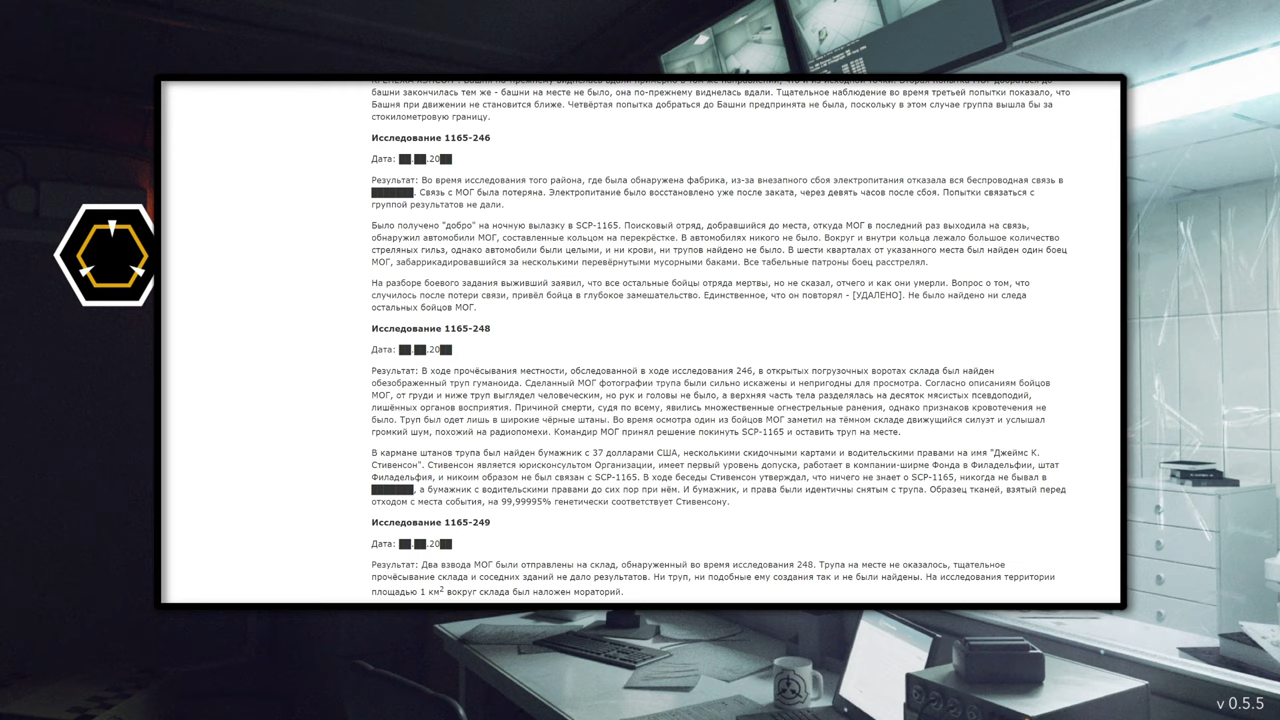 башни закончилась тем же - башни на месте не было, она по-прежнему виднелась вдали. Тщательное наблюдение во время третьей попытки показало, что
Башня при движении не становится ближе. Четвёртая попытка добраться до Башни предпринята не была, поскольку в этом случае группа вышла бы за
стокилометровую границу.
Исследование 1165-246
Дата: ██.██.20██
Результат: Во время исследования того района, где была обнаружена фабрика, из-за внезапного сбоя электропитания отказала вся беспроводная связь в
███████. Связь с МОГ была потеряна. Электропитание было восстановлено уже после заката, через девять часов после сбоя. Попытки связаться с
группой результатов не дали.
Было получено "добро" на ночную вылазку в SCP-1165. Поисковый отряд, добравшийся до места, откуда МОГ в последний раз выходила на связь,
обнаружил автомобили МОГ, составленные кольцом на перекрёстке. В автомобилях никого не было. Вокруг и внутри кольца лежало большое количество
стреляных гильз, однако автомобили были целыми, и ни крови, ни трупов найдено не было. В шести кварталах от указанного места был найден один боец
МОГ, забаррикадировавшийся за несколькими перевёрнутыми мусорными баками. Все табельные патроны боец расстрелял.
На разборе боевого задания выживший заявил, что все остальные бойцы отряда мертвы, но не сказал, отчего и как они умерли. Вопрос о том, что
случилось после потери связи, привёл бойца в глубокое замешательство. Единственное, что он повторял - [УДАЛЕНО]. Не было найдено ни следа
остальных бойцов МОГ.
Исследование 1165-248
Дата: ██.██.20██
Результат: В ходе прочёсывания местности, обследованной в ходе исследования 246, в открытых погрузочных воротах склада был найден
обезображенный труп гуманоида. Сделанный МОГ фотографии трупа были сильно искажены и непригодны для просмотра. Согласно описаниям бойцов
МОГ, от груди и ниже труп выглядел человеческим, но рук и головы не было, а верхняя часть тела разделялась на десяток мясистых псевдоподий,
лишённых органов восприятия. Причиной смерти, судя по всему, явились множественные огнестрельные ранения, однако признаков кровотечения не
было. Труп был одет лишь в широкие чёрные штаны. Во время осмотра один из бойцов МОГ заметил на тёмном складе движущийся силуэт и услышал
громкий шум, похожий на радиопомехи. Командир МОГ принял решение покинуть SCP-1165 и оставить труп на месте.
В кармане штанов трупа был найден бумажник с 37 долларами США, несколькими скидочными картами и водительскими правами на имя "Джеймс К.
Стивенсон". Стивенсон является юрисконсультом Организации, имеет первый уровень допуска, работает в компании-ширме Фонда в Филадельфии, штат
Филадельфия, и никоим образом не был связан с SCP-1165. В ходе беседы Стивенсон утверждал, что ничего не знает о SCP-1165, никогда не бывал в
███████, а бумажник с водительскими правами до сих пор при нём. И бумажник, и права были идентичны снятым с трупа. Образец тканей, взятый перед
отходом с места события, на 99,99995% генетически соответствует Стивенсону.
Исследование 1165-249
Дата: ██.██.20██
Результат: Два взвода МОГ были отправлены на склад, обнаруженный во время исследования 248. Трупа на месте не оказалось, тщательное
прочёсывание склада и соседних зданий не дало результатов. Ни труп, ни подобные ему создания так и не были найдены. На исследования территории
площадью 1 км² вокруг склада был наложен мораторий.
v 0.5.5